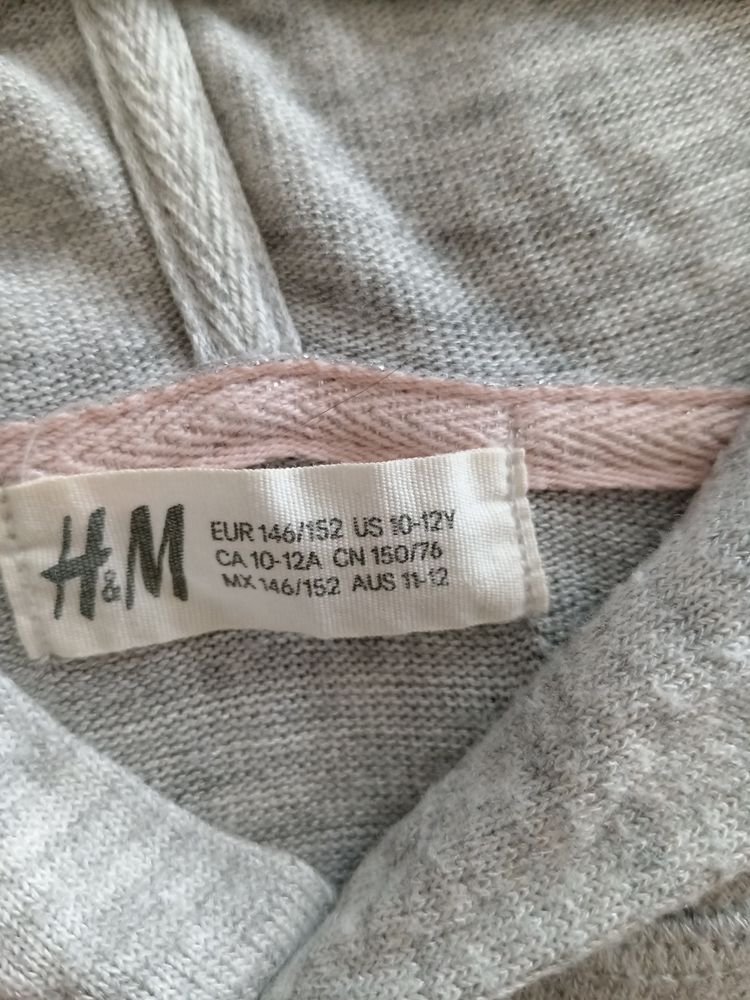 H&M
EUR 146/152 US 10-12Y
CA 10-12A CN 150/76
MX 146/152 AUS 11-12